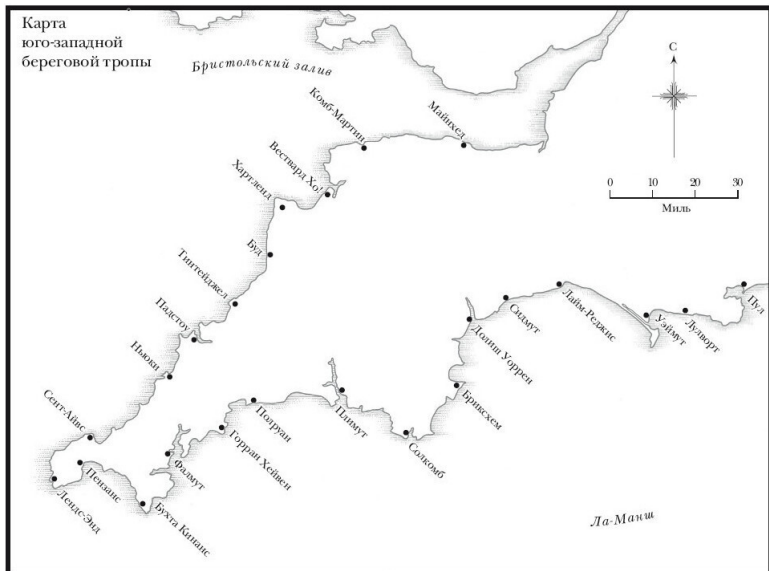 Карта
юго-западной
береговой тропы
Бристольский залив
С
Комб-Мартин
Майнхед
Вествард Хо!
Хартленд
0 10 20 30
Миль
Буд
Тинтейджел
Падстоу
Ньюки
Сент-Айвс
Лендс-Энд
Пензанс
Бухта Кинанс
Фалмут
Горран Хейвен
Полруан
Плимут
Солкомб
Бриксхем
Долиш Уоррен
Сидмут
Лайм-Реджис
Уэймут
Лулворт
Пул
Ла-Манш